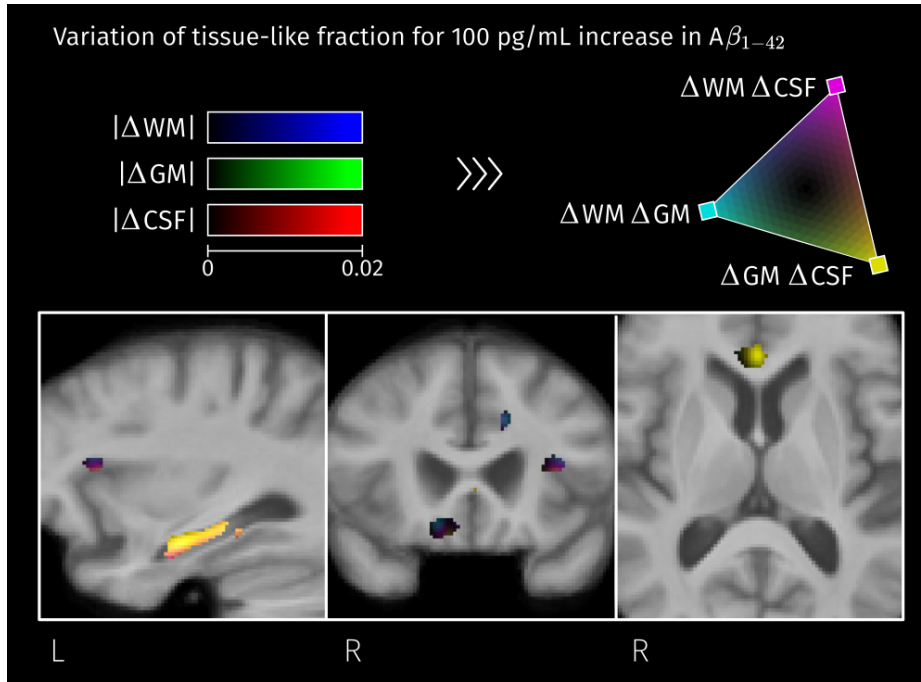 Variation of tissue-like fraction for 100 pg/mL increase in Aβ₁₋₄₂
|ΔWM|
|ΔGM|
|ΔCSF|
0 0.02
>>>
ΔWM ΔCSF
ΔWM ΔGM
ΔGM ΔCSF
L R R